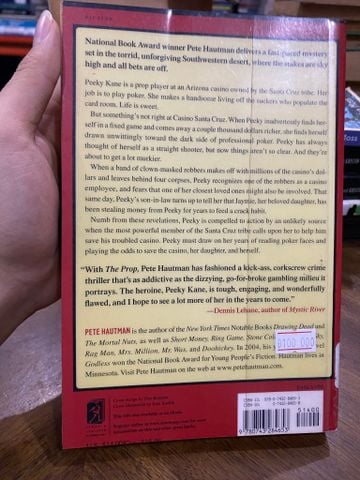 National Book Award winner Pete Hautman delivers a fast-paced mystery
set in the torrid, unforgiving Southwestern desert, where the stakes are sky
high and all bets are off.
Peeky Kane is a prop player at an Arizona casino owned by the Santa Cruz tribe. Her
job is to play poker. She makes a handsome living off the suckers who populate the
card room. Life is sweet.
But something's not right at Casino Santa Cruz. When Peeky inadvertently finds her-
self in a fixed game and comes away a couple thousand dollars richer, she finds herself
drawn unwittingly toward the dark side of professional poker. Peeky has always
thought of herself as a straight shooter, but now things aren't so clear. And they're
about to get a lot murkier.
When a band of clown-masked robbers makes off with millions of the casino's dol-
lars and leaves behind four corpses, Peeky recognizes one of the robbers as a casino
employee, and fears that one of her closest loved ones might also be involved. That
same day, Peeky's son-in-law turns up to tell her that Jaymie, her beloved daughter, has
been stealing money from Peeky for years to feed a crack habit.
Numb from these revelations, Peeky is compelled to action by an unlikely source
when the most powerful member of the Santa Cruz tribe calls upon her to help him
save his troubled casino. Peeky must draw on her years of reading poker faces and
playing the odds to save the casino, her daughter, and herself.
"With The Prop, Pete Hautman has fashioned a kick-ass, corkscrew crime
thriller that's as addictive as the dizzying, go-for-broke gambling milieu it
portrays. The heroine, Peeky Kane, is tough, engaging, and wonderfully
flawed, and I hope to see a lot more of her in the years to come."
—Dennis Lehane, author of Mystic River
PETE HAUTMAN is the author of the New York Times Notable Books Drawing Dead and
The Mortal Nuts, as well as Short Money, Ring Game, Stone Co
Rag Man, Mrs. Million, Mr. Was, and Doohickey. In 2004, his
Godless won the National Book Award for Young People's Fiction. Hautman lives in
Minnesota. Visit Pete Hautman on the web at www.petehautman.com.
51400
9 780743 284653